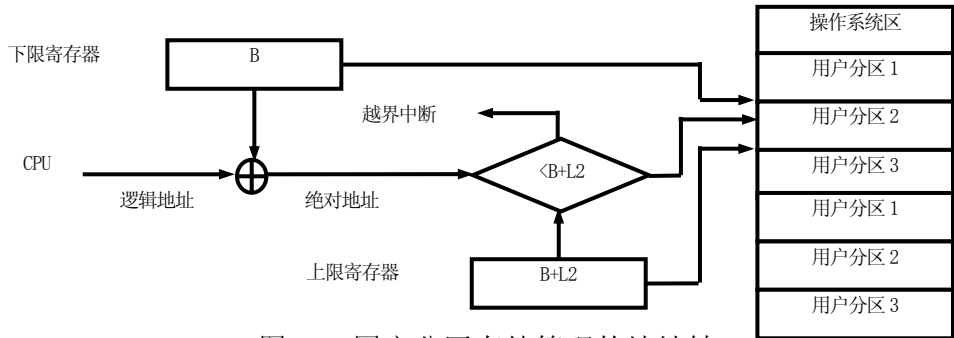 操作系统区
下限寄存器
B
用户分区 1
越界中断
用户分区 2
CPU
<B+L2
用户分区 3
逻辑地址
绝对地址
用户分区 1
上限寄存器
B+L2
用户分区 2
用户分区 3